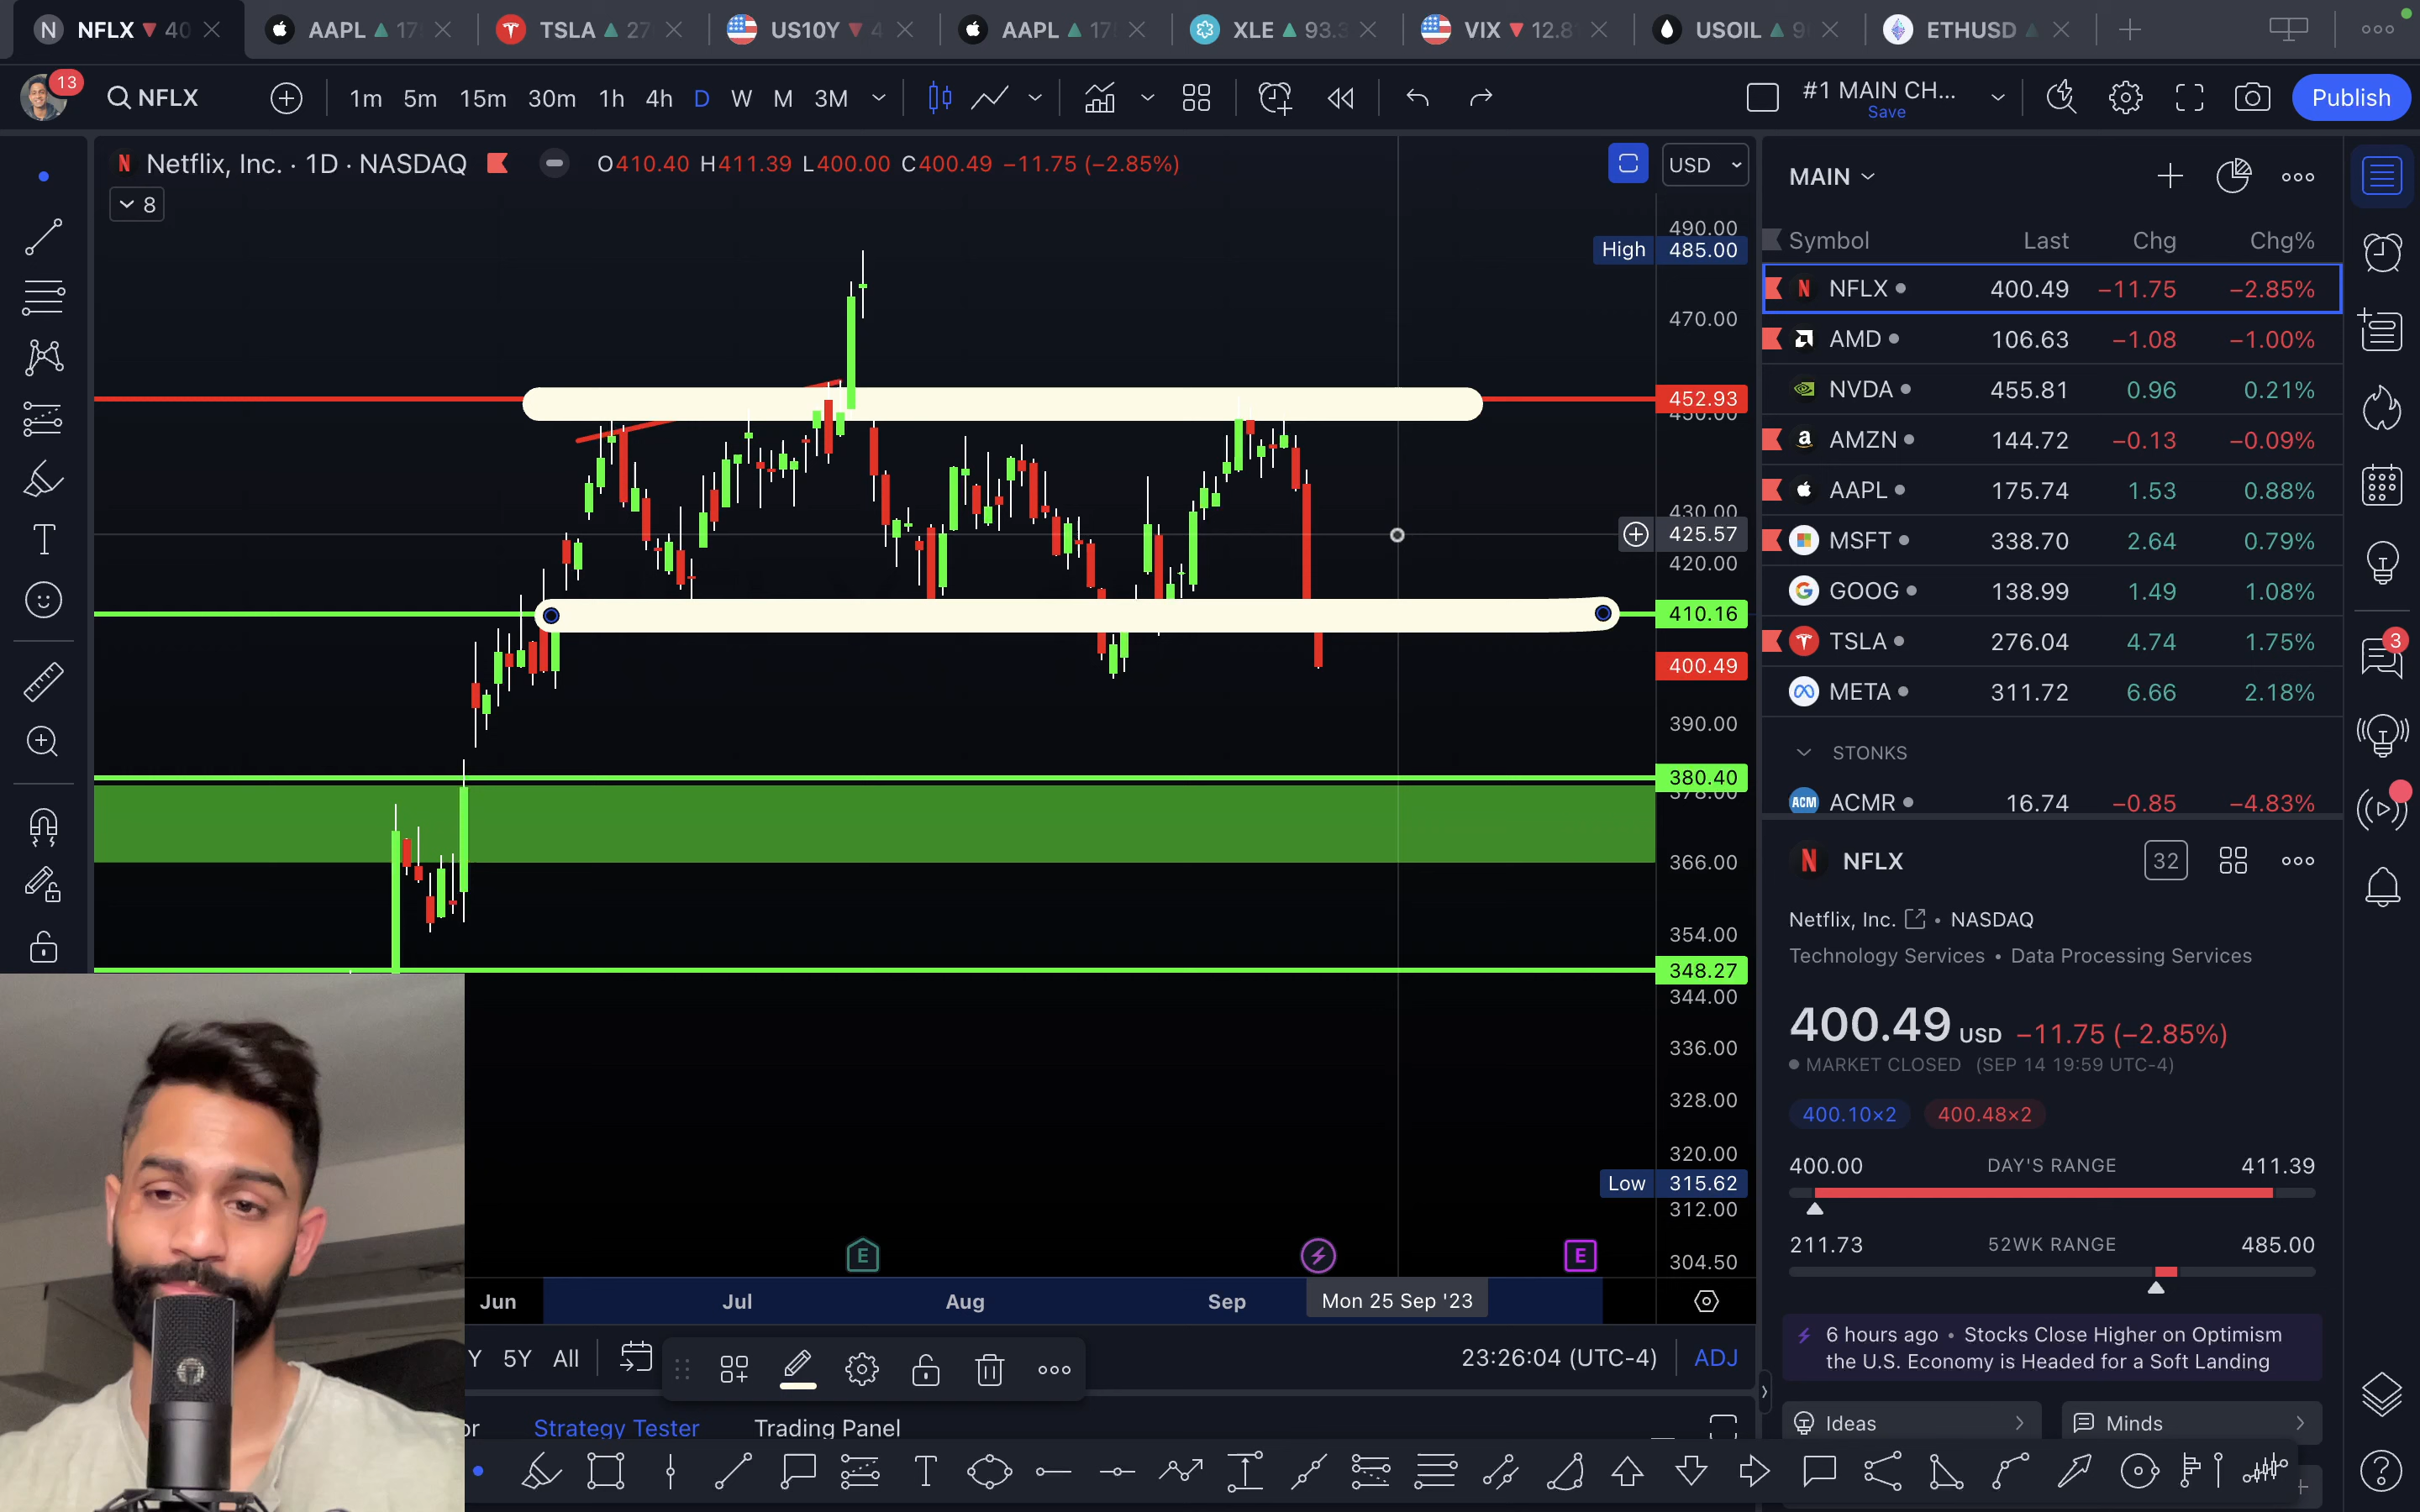 N NFLX 40
AAPL 17
TSLA 27
US10Y 4
AAPL 17
XLE 93.3
VIX 12.8
USOIL 9
ETHUSD
13
NFLX
1m 5m 15m 30m 1h 4h D W M 3M
#1 MAIN CH...
Save
Publish
N Netflix, Inc. · 1D · NASDAQ
O410.40 H411.39 L400.00 C400.49 −11.75 (−2.85%)
USD
8
490.00
High 485.00
470.00
452.93
450.00
430.00
425.57
420.00
410.16
400.49
390.00
380.40
378.00
366.00
354.00
348.27
344.00
336.00
328.00
320.00
Low 315.62
312.00
304.50
E
E
Jun Jul Aug Sep Mon 25 Sep '23
Y 5Y All
23:26:04 (UTC-4) ADJ
or Strategy Tester Trading Panel
MAIN
Symbol Last Chg Chg%
N NFLX 400.49 −11.75 −2.85%
AMD 106.63 −1.08 −1.00%
NVDA 455.81 0.96 0.21%
a AMZN 144.72 −0.13 −0.09%
AAPL 175.74 1.53 0.88%
MSFT 338.70 2.64 0.79%
G GOOG 138.99 1.49 1.08%
TSLA 276.04 4.74 1.75%
META 311.72 6.66 2.18%
STONKS
ACM ACMR 16.74 −0.85 −4.83%
N NFLX
32
Netflix, Inc. • NASDAQ
Technology Services • Data Processing Services
400.49 USD −11.75 (−2.85%)
MARKET CLOSED (SEP 14 19:59 UTC-4)
400.10×2 400.48×2
400.00 DAY'S RANGE 411.39
211.73 52WK RANGE 485.00
6 hours ago • Stocks Close Higher on Optimism
the U.S. Economy is Headed for a Soft Landing
Ideas
Minds
3